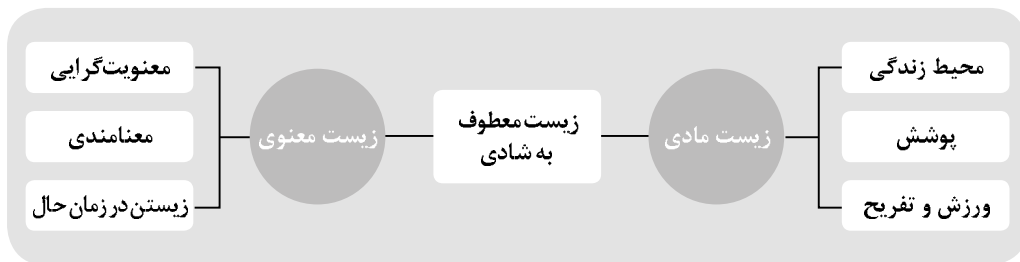 محیط زندگی
پوشش
ورزش و تفریح
زیست مادی
زیست معطوف
به شادی
زیست معنوی
معنویت‌گرایی
معنامندی
زیستن در زمان حال